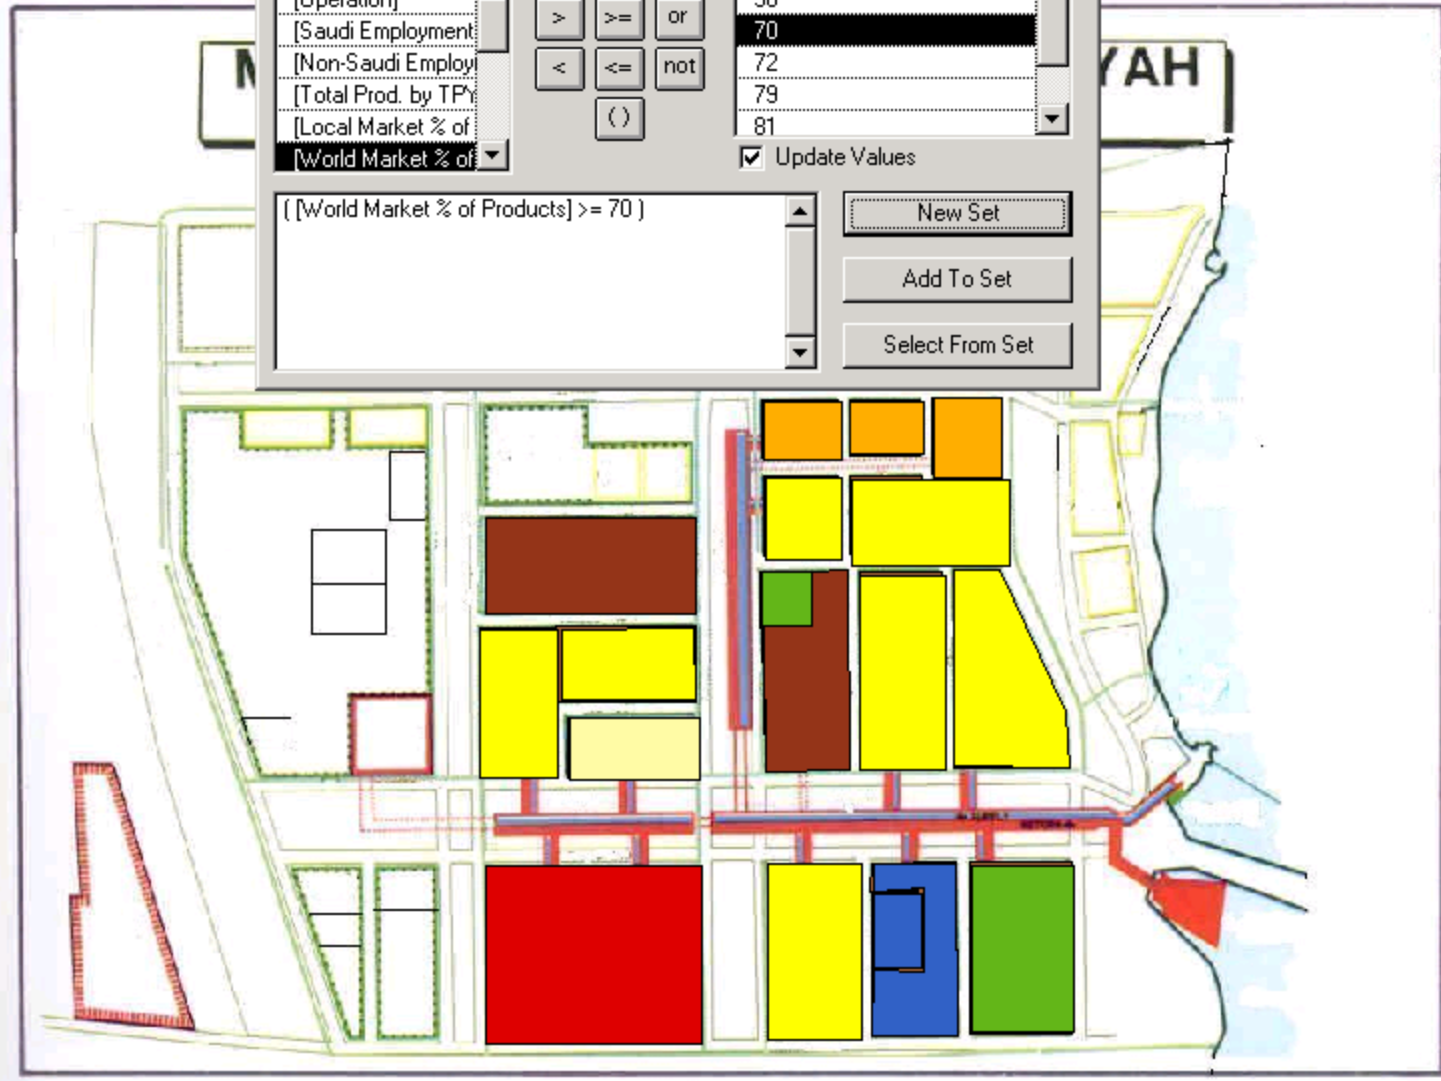 [Operation]
[Saudi Employment
[Non-Saudi Employ
[Total Prod. by TPY
[Local Market % of
[World Market % of
> >= or
< <= not
( )
70
72
79
81
Update Values
YAH
( [World Market % of Products] >= 70 )
New Set
Add To Set
Select From Set
SUPPLY
RETURN